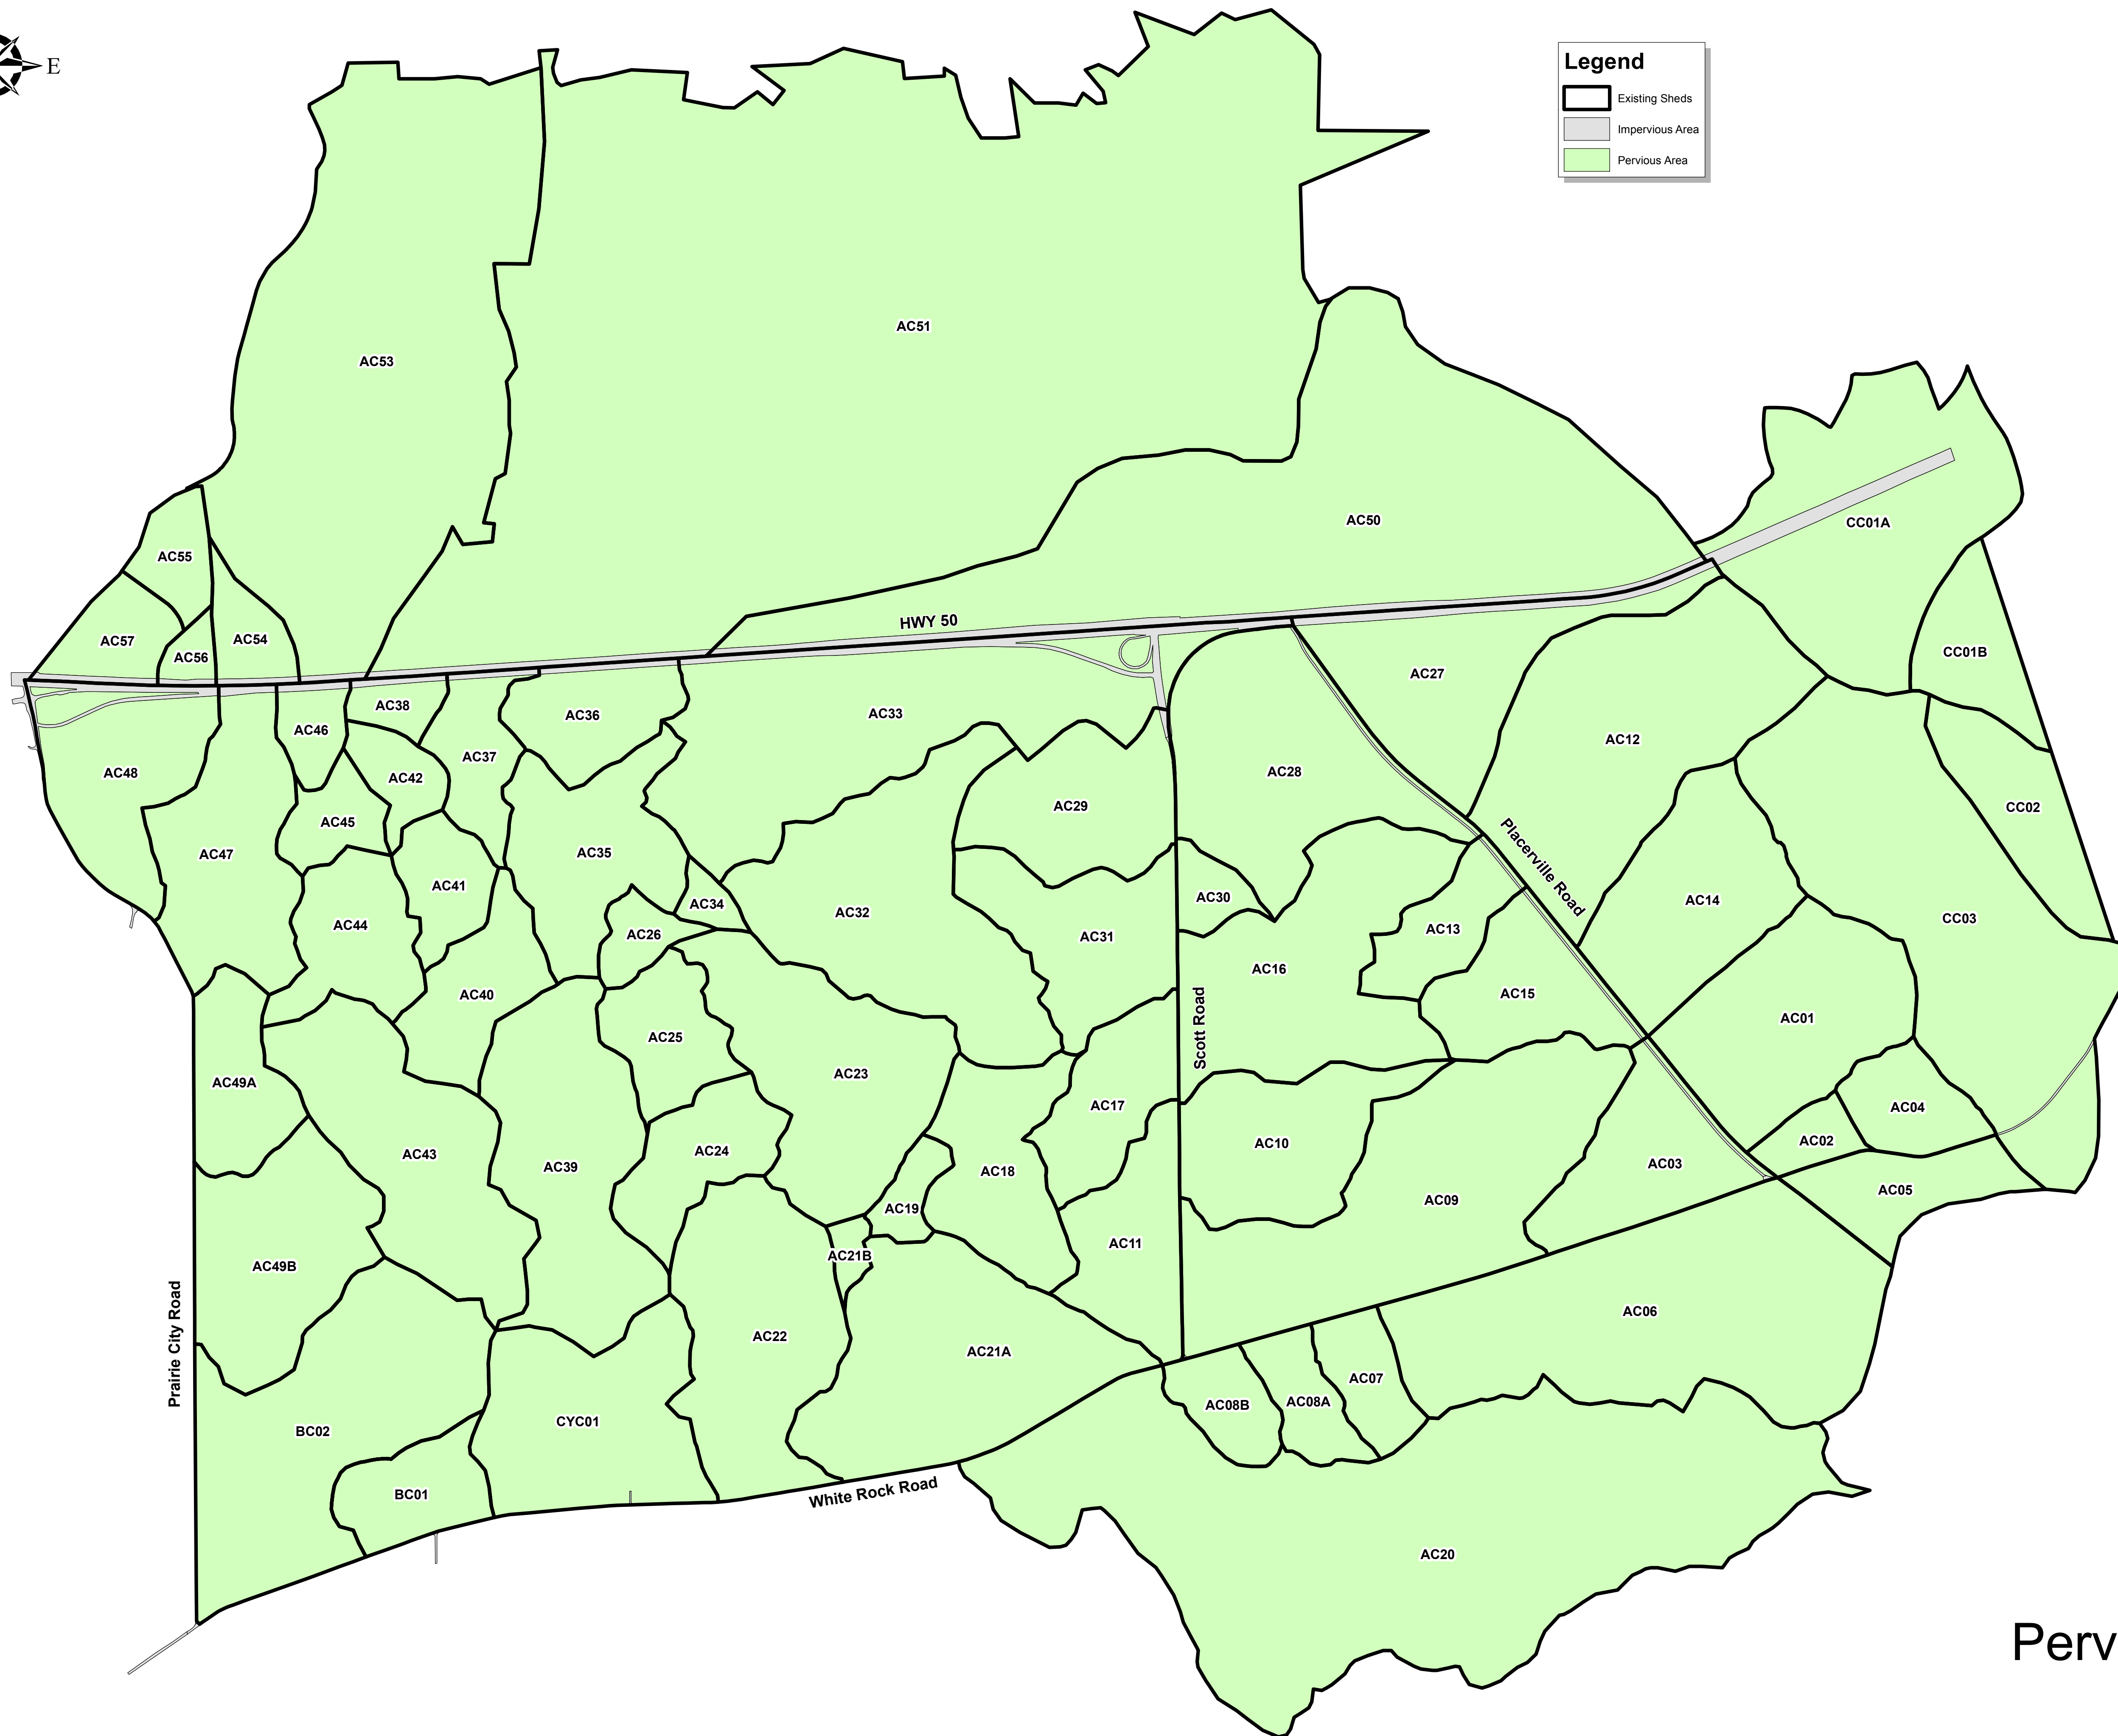 E
Legend
Existing Sheds
Impervious Area
Pervious Area
AC51
AC53
AC50
CC01A
AC55
HWY 50
AC57
AC54
AC56
CC01B
AC27
AC38
AC36
AC33
AC46
AC12
AC37
AC48
AC42
AC28
AC29
CC02
AC45
AC47
AC35
Placerville Road
AC41
AC30
AC34
AC14
AC32
CC03
AC44
AC26
AC31
AC13
AC16
AC40
AC15
AC01
Scott Road
AC25
AC23
AC49A
AC17
AC04
AC10
AC02
AC24
AC43
AC39
AC18
AC03
AC05
AC09
AC19
AC11
AC21B
AC49B
AC06
Prairie City Road
AC22
AC21A
AC07
AC08A
AC08B
CYC01
BC02
BC01
White Rock Road
AC20
Perv